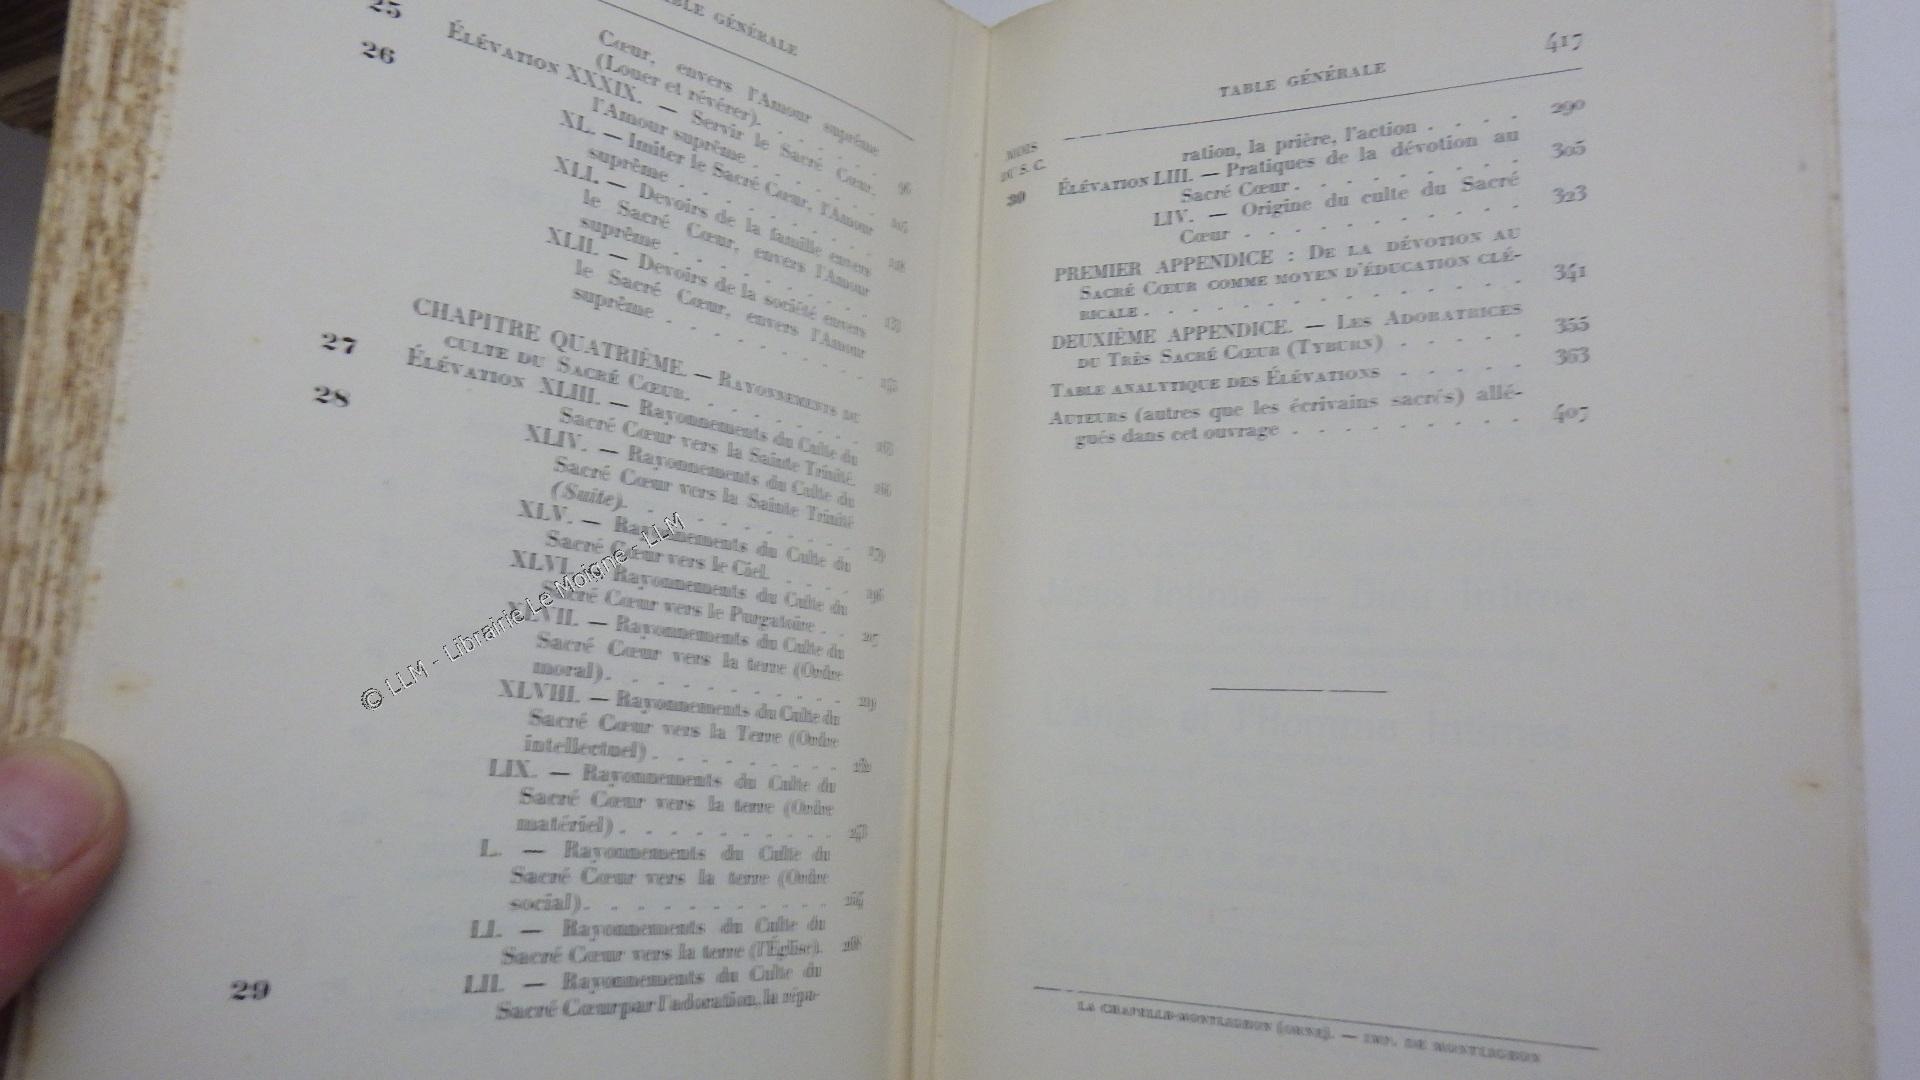 TABLE GÉNÉRALE
25
Cœur, envers l'Amour suprême
(Louer et révérer). . . . . . . 96
26
ÉLÉVATION XXXIX. — Servir le Sacré Cœur,
l'Amour suprême . . . . . . .
XL. — Imiter le Sacré Cœur, l'Amour
suprême . . . . . . .
XLI. — Devoirs de la famille envers
le Sacré Cœur, envers l'Amour
suprême . . . . . . .
XLII. — Devoirs de la société envers
le Sacré Cœur, envers l'Amour
suprême . . . . . . .
CHAPITRE QUATRIÈME. — RAYONNEMENTS DU
CULTE DU SACRÉ CŒUR. . . . . . .
27
ÉLÉVATION XLIII. — Rayonnements du Culte du
Sacré Cœur vers la Sainte Trinité.
28
XLIV. — Rayonnements du Culte du
Sacré Cœur vers la Sainte Trinité
(Suite). . . . . . .
XLV. — Rayonnements du Culte du
Sacré Cœur vers le Ciel. . . . .
XLVI. — Rayonnements du Culte du
Sacré Cœur vers le Purgatoire . .
XLVII. — Rayonnements du Culte du
Sacré Cœur vers la terre (Ordre
moral). . . . . . .
XLVIII. — Rayonnements du Culte du
Sacré Cœur vers la Terre (Ordre
intellectuel) . . . . . . .
LIX. — Rayonnements du Culte du
Sacré Cœur vers la terre (Ordre
matériel) . . . . . . .
L. — Rayonnements du Culte du
Sacré Cœur vers la terre (Ordre
social). . . . . . .
LI. — Rayonnements du Culte du
Sacré Cœur vers la terre (l'Église).
29
LII. — Rayonnements du Culte du
Sacré Cœur par l'adoration, la répa-
© LLM - Librairie Le Moigne - LLM
TABLE GÉNÉRALE 417
MOIS
DU S. C.
ration, la prière, l'action . . . . 290
30
ÉLÉVATION LIII. — Pratiques de la dévotion au
Sacré Cœur . . . . . . . 305
LIV. — Origine du culte du Sacré
Cœur . . . . . . . 323
PREMIER APPENDICE : DE LA DÉVOTION AU
SACRÉ CŒUR COMME MOYEN D'ÉDUCATION CLÉ-
RICALE . . . . . . . 341
DEUXIÈME APPENDICE. — LES ADORATRICES
DU TRÈS SACRÉ CŒUR (TYBURN) . . . . . 355
TABLE ANALYTIQUE DES ÉLÉVATIONS . . . . . 363
AUTEURS (autres que les écrivains sacrés) allé-
gués dans cet ouvrage . . . . . . . 407
LA CHAPELLE-MONTLIGEON (ORNE). — IMP. DE MONTLIGEON